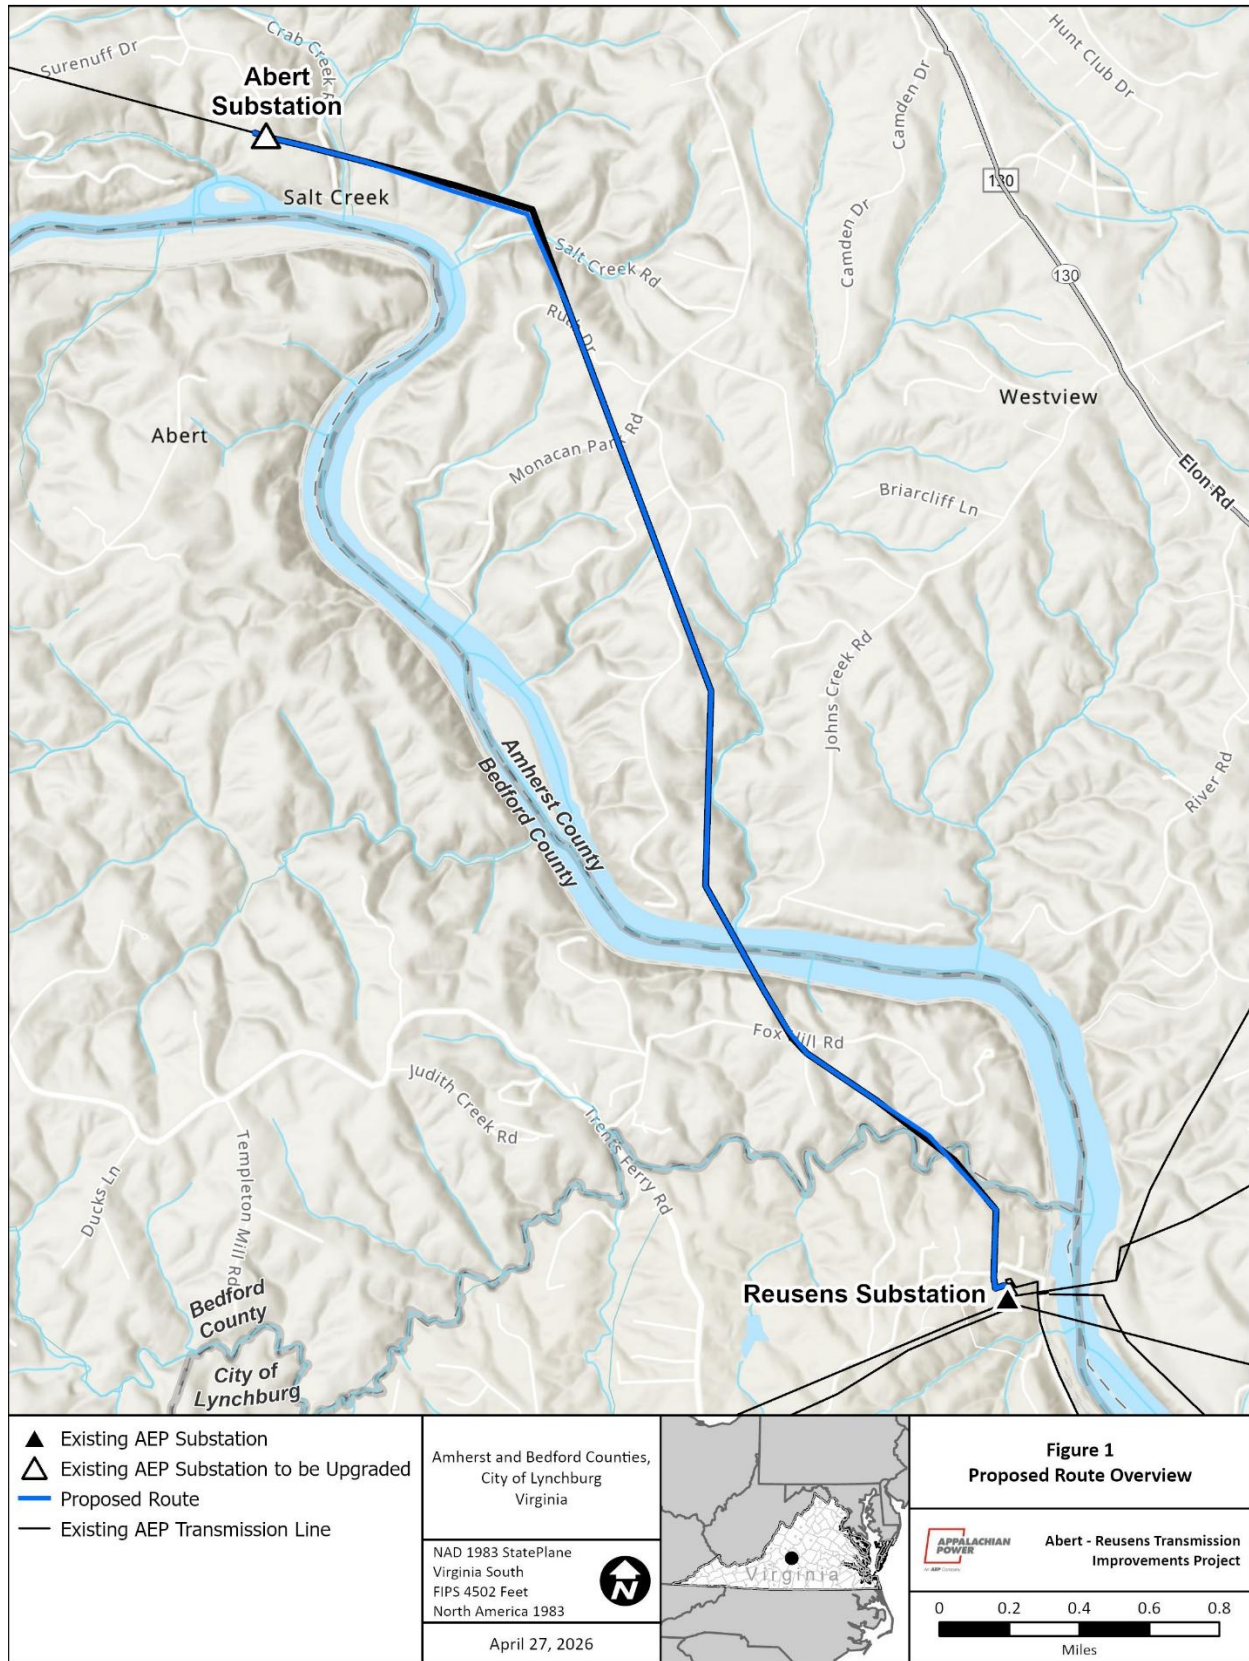 Surenuff Dr
Crab Creek R
Abert
Substation
Salt Creek
Camden Dr
Hunt Club Dr
130
Camden Dr
Salt Creek Rd
130
Ruth Dr
Westview
Abert
Monacan Park Rd
Elon Rd
Briarcliff Ln
Johns Creek Rd
River Rd
Amherst County
Bedford County
Fox Hill Rd
Judith Creek Rd
Trents Ferry Rd
Ducks Ln
Templeton Mill Rd
Bedford
County
Reusens Substation
City of
Lynchburg
Existing AEP Substation
Existing AEP Substation to be Upgraded
Proposed Route
Existing AEP Transmission Line
Amherst and Bedford Counties,
City of Lynchburg
Virginia
NAD 1983 StatePlane
Virginia South
FIPS 4502 Feet
North America 1983
N
April 27, 2026
Virginia
Figure 1
Proposed Route Overview
APPALACHIAN
POWER
An AEP Company
Abert - Reusens Transmission
Improvements Project
0 0.2 0.4 0.6 0.8
Miles